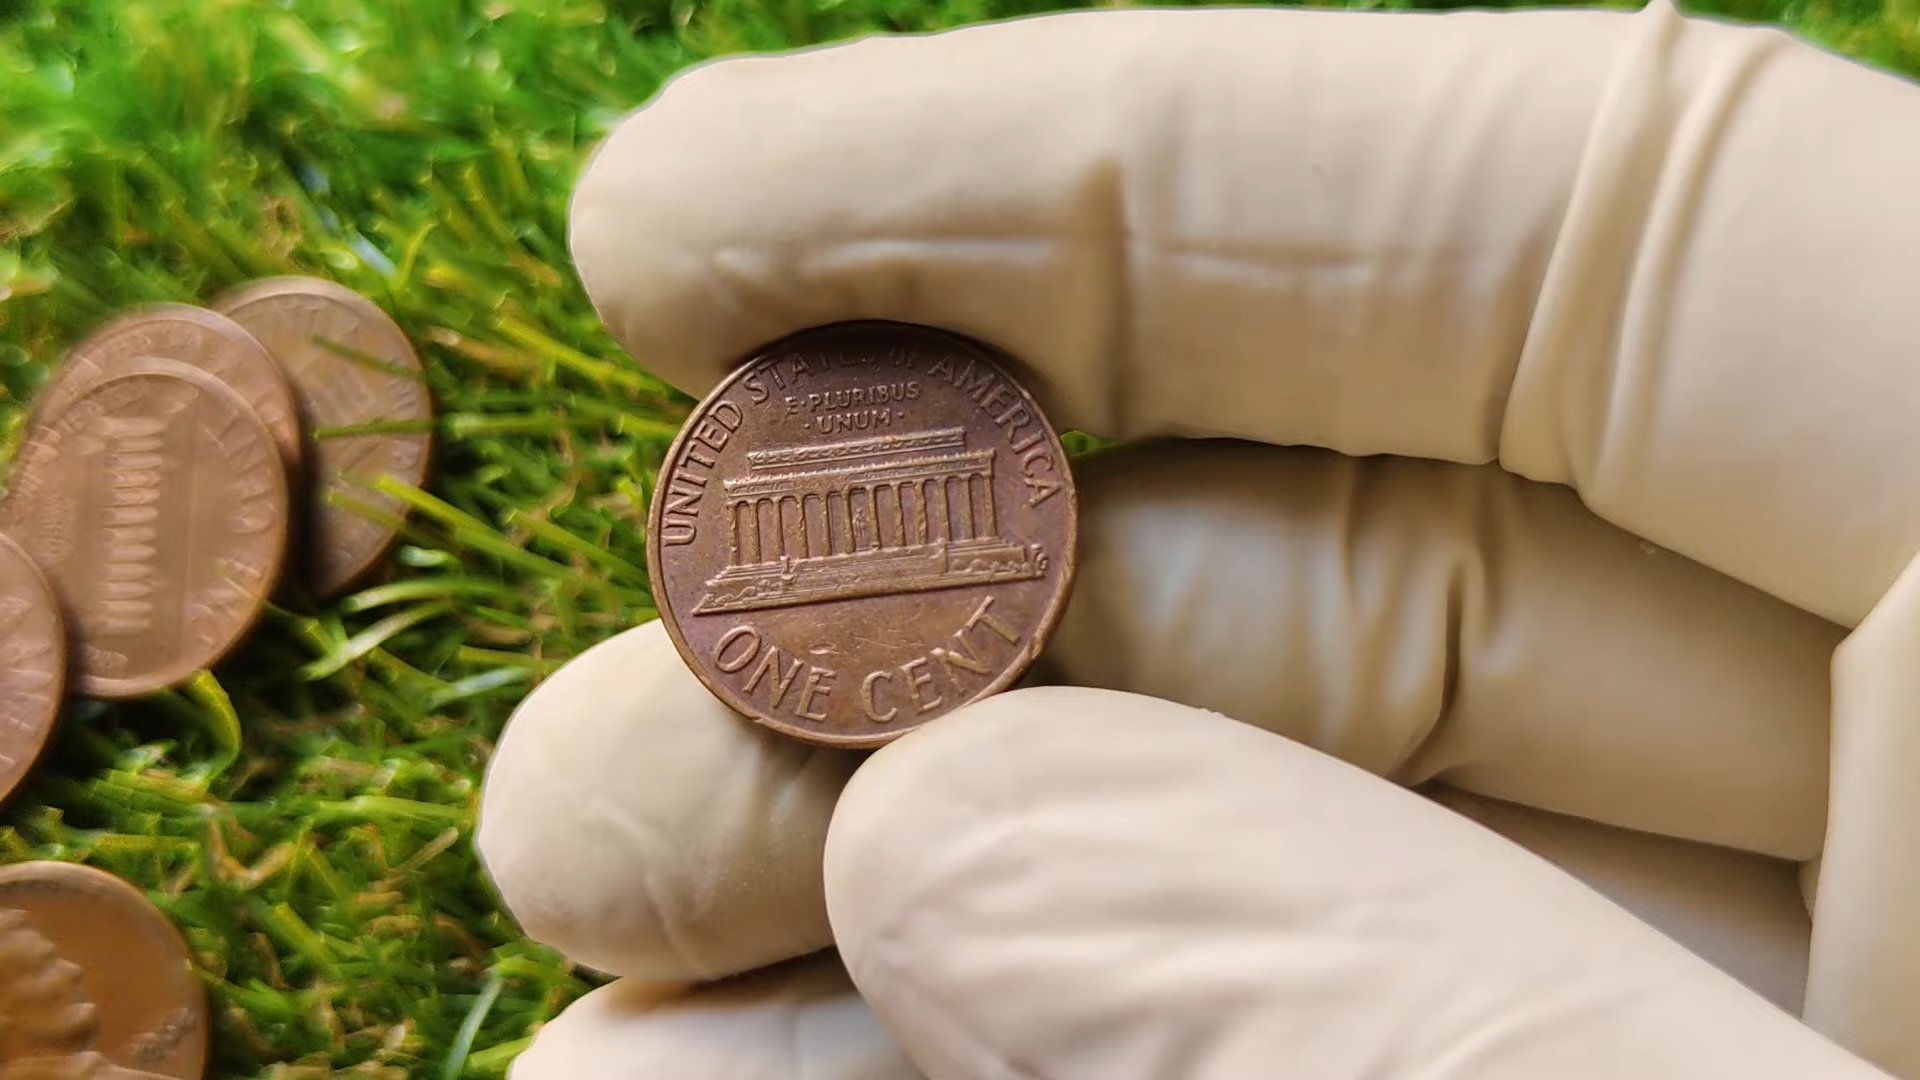 UNITED STATES of AMERICA
E·PLURIBUS
·UNUM·
ONE CENT